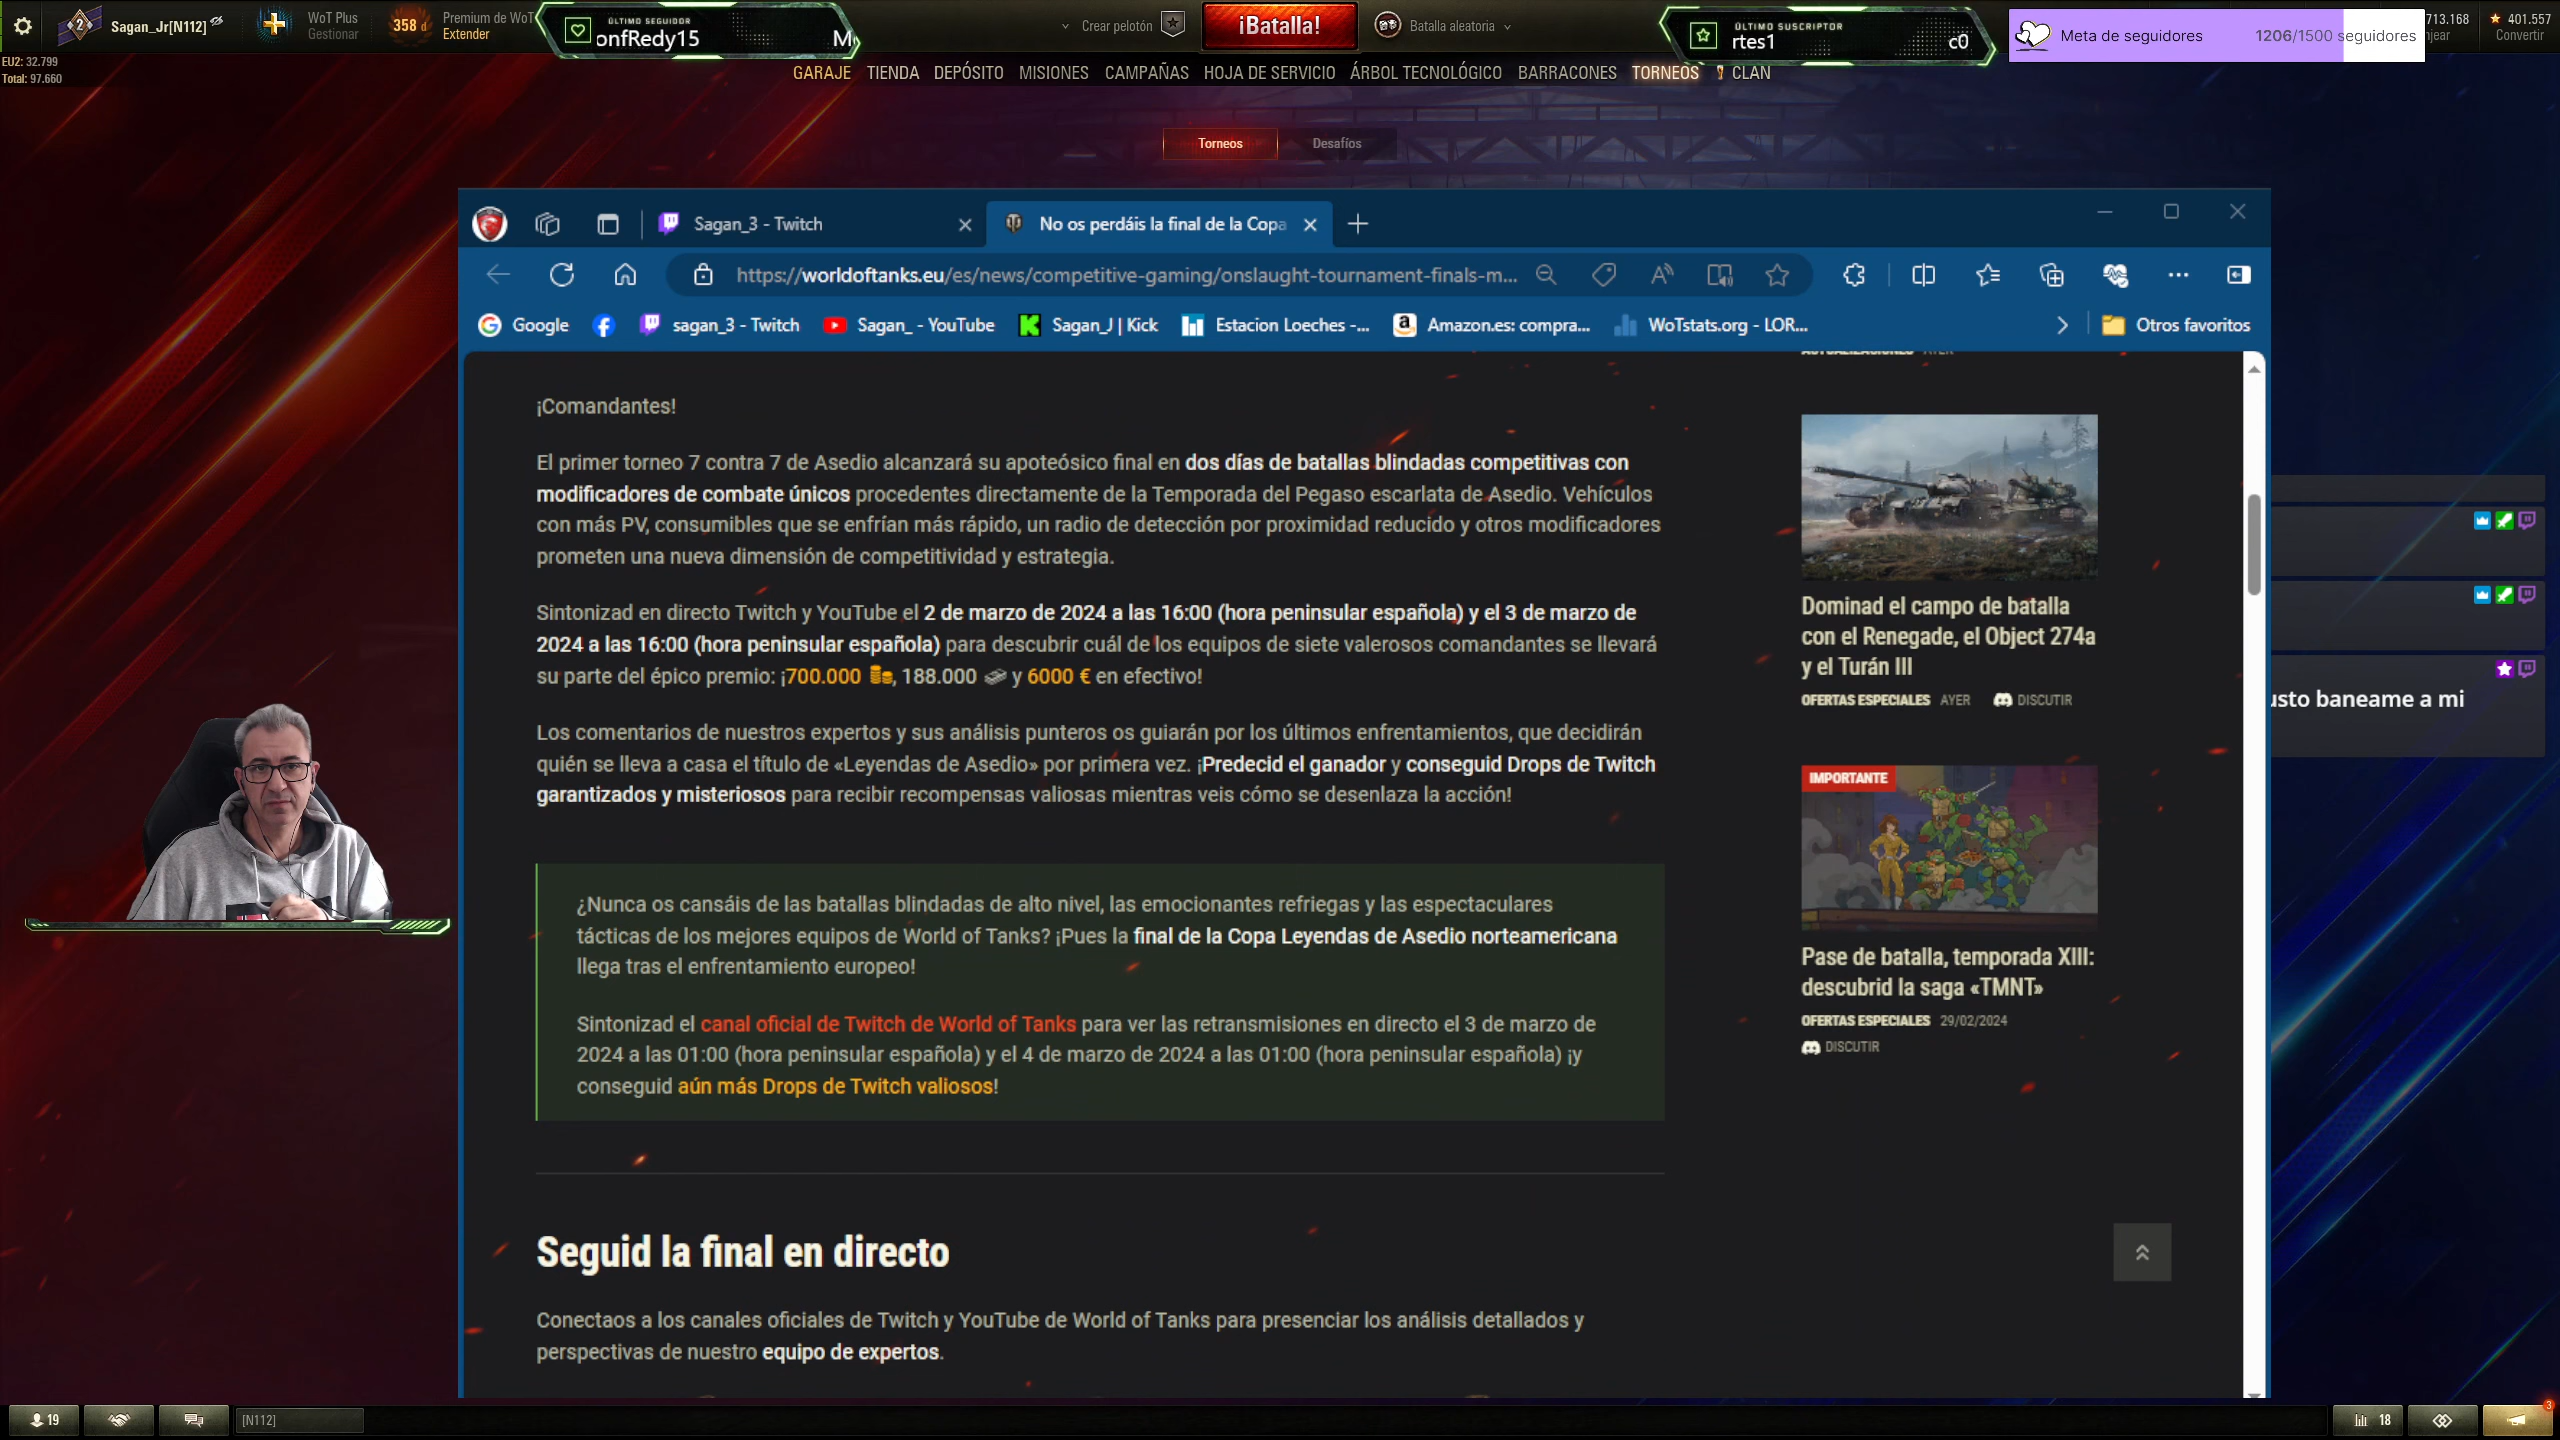 Sagan_Jr[N112]
WoT Plus
Gestionar
358 d
Premium de WoT
Extender
ÚLTIMO SEGUIDOR
onfRedy15
M
Crear pelotón
¡Batalla!
Batalla aleatoria
ÚLTIMO SUSCRIPTOR
rtes1
c0
Meta de seguidores
1206/1500 seguidores
713.168
njear
401.557
Convertir
EU2: 32.799
Total: 97.660
GARAJE
TIENDA
DEPÓSITO
MISIONES
CAMPAÑAS
HOJA DE SERVICIO
ÁRBOL TECNOLÓGICO
BARRACONES
TORNEOS
CLAN
Torneos
Desafíos
Sagan_3 - Twitch
No os perdáis la final de la Copa
https://worldoftanks.eu/es/news/competitive-gaming/onslaught-tournament-finals-m...
Google
sagan_3 - Twitch
Sagan_ - YouTube
Sagan_J | Kick
Estacion Loeches -...
Amazon.es: compra...
WoTstats.org - LOR...
Otros favoritos
ACTUALIZACIONES AYER
¡Comandantes!
El primer torneo 7 contra 7 de Asedio alcanzará su apoteósico final en dos días de batallas blindadas competitivas con
modificadores de combate únicos procedentes directamente de la Temporada del Pegaso escarlata de Asedio. Vehículos
con más PV, consumibles que se enfrían más rápido, un radio de detección por proximidad reducido y otros modificadores
prometen una nueva dimensión de competitividad y estrategia.
Sintonizad en directo Twitch y YouTube el 2 de marzo de 2024 a las 16:00 (hora peninsular española) y el 3 de marzo de
2024 a las 16:00 (hora peninsular española) para descubrir cuál de los equipos de siete valerosos comandantes se llevará
su parte del épico premio: ¡700.000 , 188.000 y 6000 € en efectivo!
Los comentarios de nuestros expertos y sus análisis punteros os guiarán por los últimos enfrentamientos, que decidirán
quién se lleva a casa el título de «Leyendas de Asedio» por primera vez. ¡Predecid el ganador y conseguid Drops de Twitch
garantizados y misteriosos para recibir recompensas valiosas mientras veis cómo se desenlaza la acción!
¿Nunca os cansáis de las batallas blindadas de alto nivel, las emocionantes refriegas y las espectaculares
tácticas de los mejores equipos de World of Tanks? ¡Pues la final de la Copa Leyendas de Asedio norteamericana
llega tras el enfrentamiento europeo!
Sintonizad el canal oficial de Twitch de World of Tanks para ver las retransmisiones en directo el 3 de marzo de
2024 a las 01:00 (hora peninsular española) y el 4 de marzo de 2024 a las 01:00 (hora peninsular española) ¡y
conseguid aún más Drops de Twitch valiosos!
Seguid la final en directo
Conectaos a los canales oficiales de Twitch y YouTube de World of Tanks para presenciar los análisis detallados y
perspectivas de nuestro equipo de expertos.
Dominad el campo de batalla
con el Renegade, el Object 274a
y el Turán III
OFERTAS ESPECIALES AYER DISCUTIR
IMPORTANTE
Pase de batalla, temporada XIII:
descubrid la saga «TMNT»
OFERTAS ESPECIALES 29/02/2024
DISCUTIR
usto baneame a mi
19
[N112]
18
3